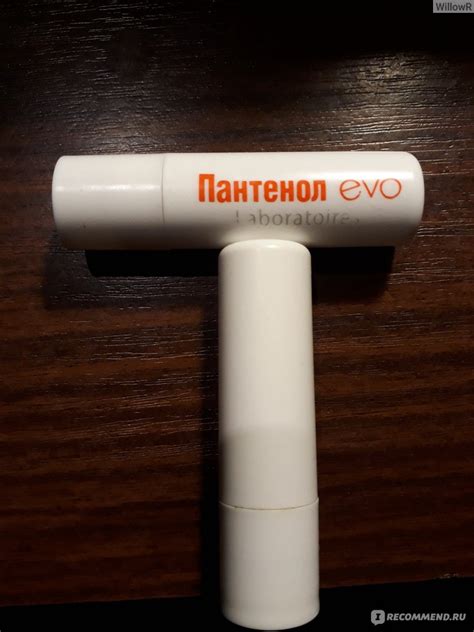 WillowR
Пантенол evo
Laboratoires
I RECOMMEND.RU